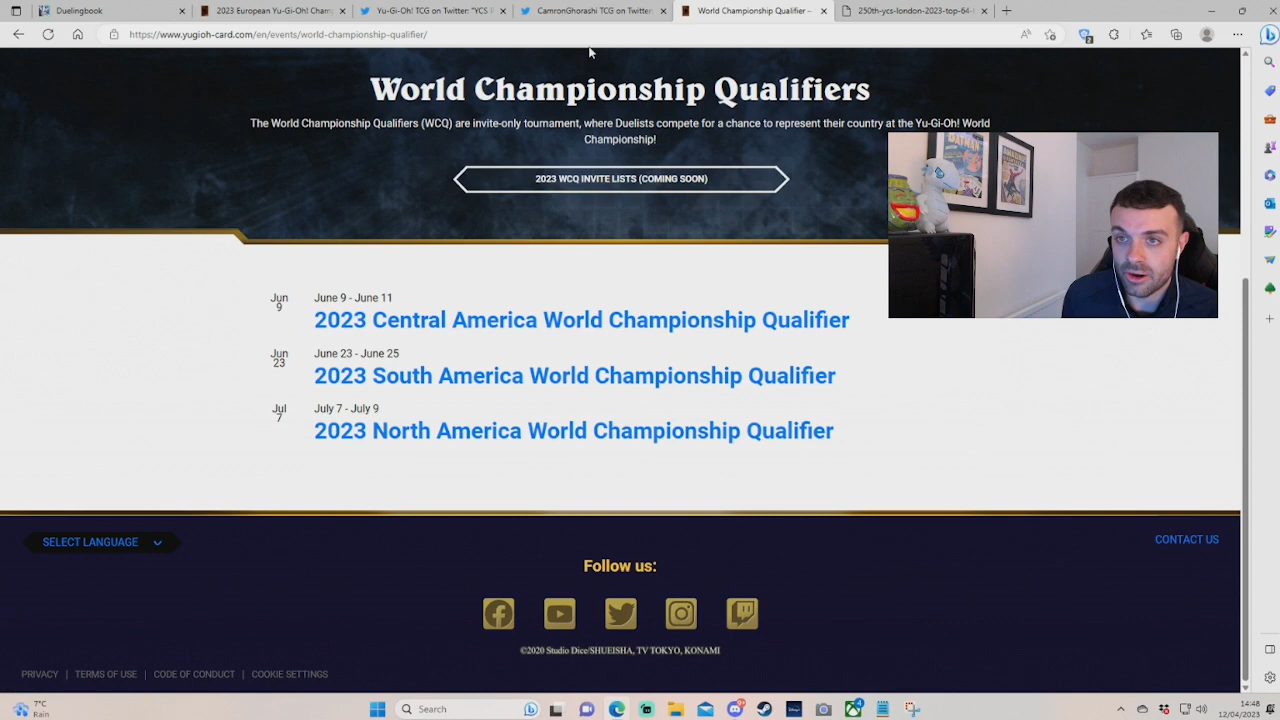 Duelingbook
2023 European Yu-Gi-Oh! Cham
Yu-Gi-Oh! TCG on Twitter: "YCS
CamronGhorashi TCG on Twitter:
World Championship Qualifier –
250th-ycs-london-2023-top-64-
https://www.yugioh-card.com/en/events/world-championship-qualifier/
World Championship Qualifiers
The World Championship Qualifiers (WCQ) are invite-only tournament, where Duelists compete for a chance to represent their country at the Yu-Gi-Oh! World
Championship!
2023 WCQ INVITE LISTS (COMING SOON)
BATMAN
Jun
9
June 9 - June 11
2023 Central America World Championship Qualifier
Jun
23
June 23 - June 25
2023 South America World Championship Qualifier
Jul
7
July 7 - July 9
2023 North America World Championship Qualifier
SELECT LANGUAGE
CONTACT US
Follow us:
©2020 Studio Dice/SHUEISHA, TV TOKYO, KONAMI
PRIVACY | TERMS OF USE | CODE OF CONDUCT | COOKIE SETTINGS
7°C
Rain
Search
14:48
12/04/2023